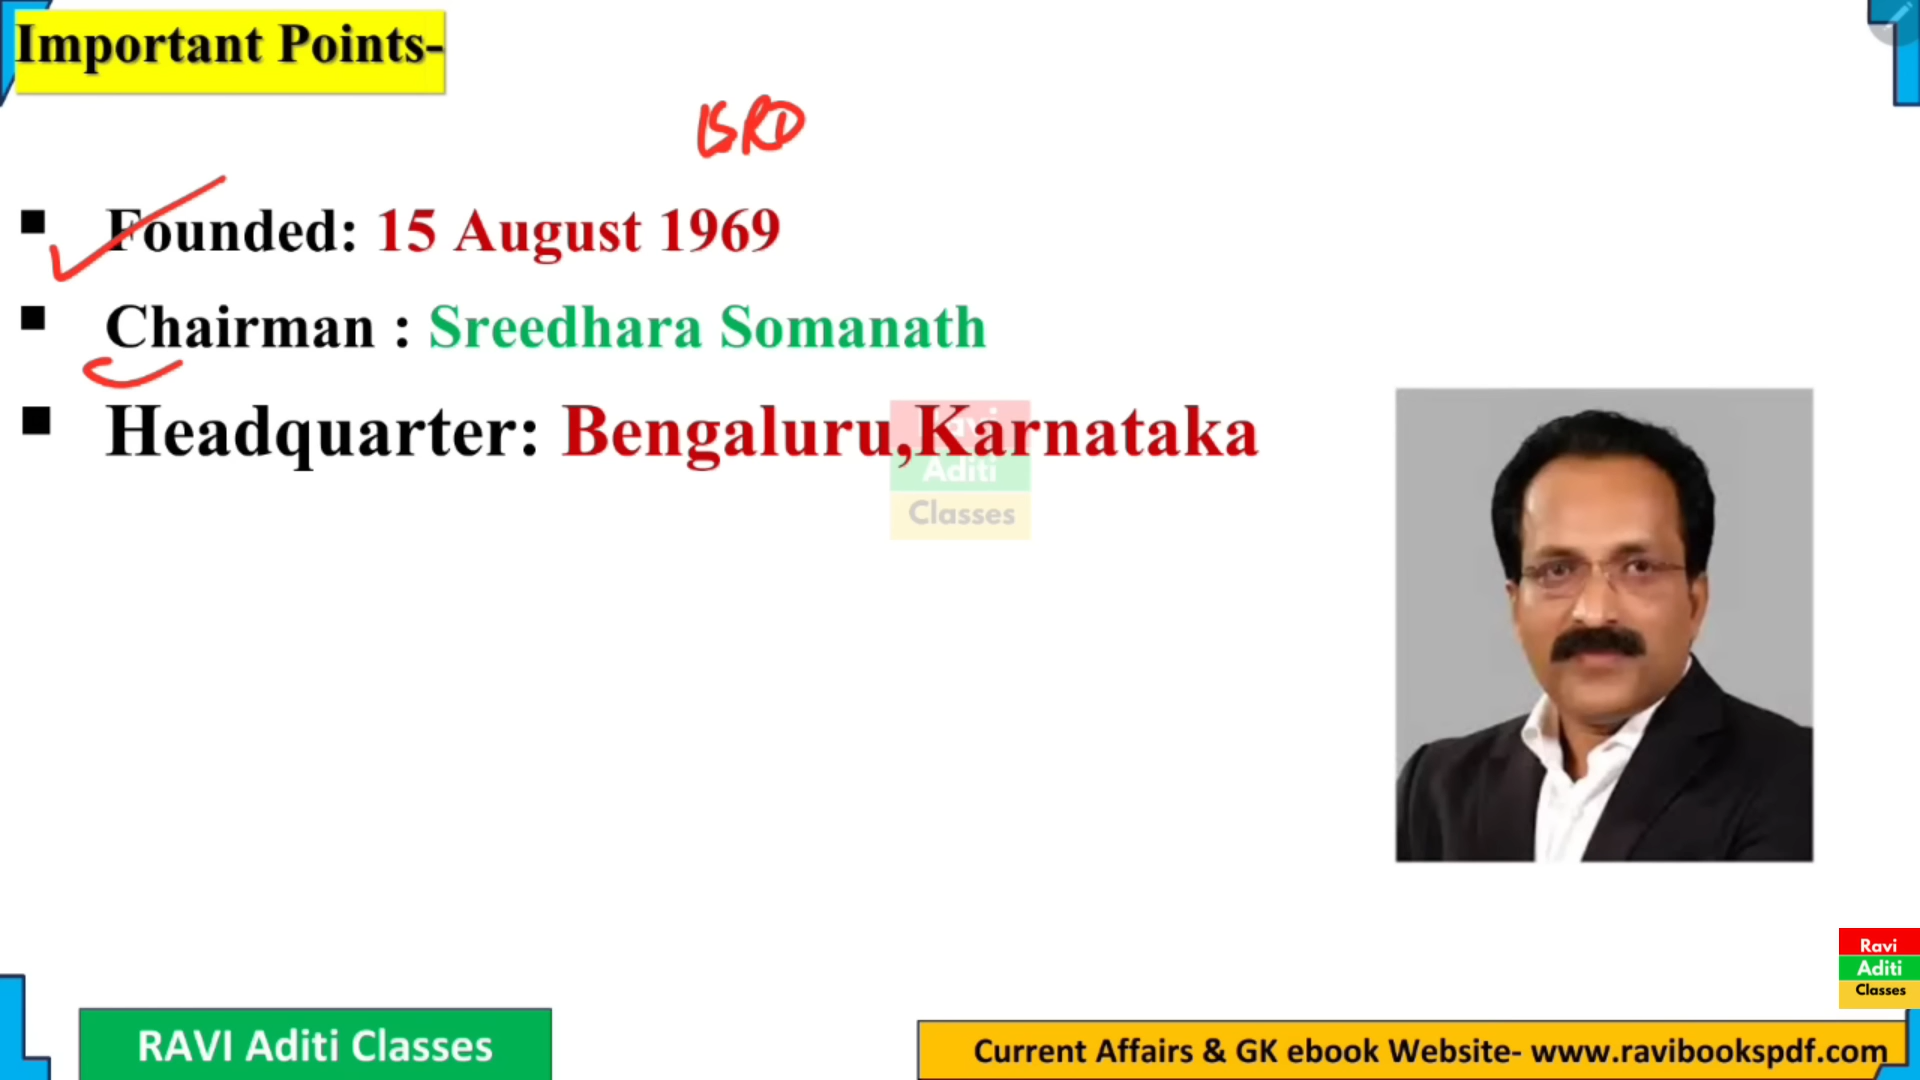 Important Points-
ISRO
Founded: 15 August 1969
Chairman : Sreedhara Somanath
Headquarter: Bengaluru,Karnataka
Ravi
Aditi
Classes
Ravi
Aditi
Classes
RAVI Aditi Classes
Current Affairs & GK ebook Website- www.ravibookspdf.com